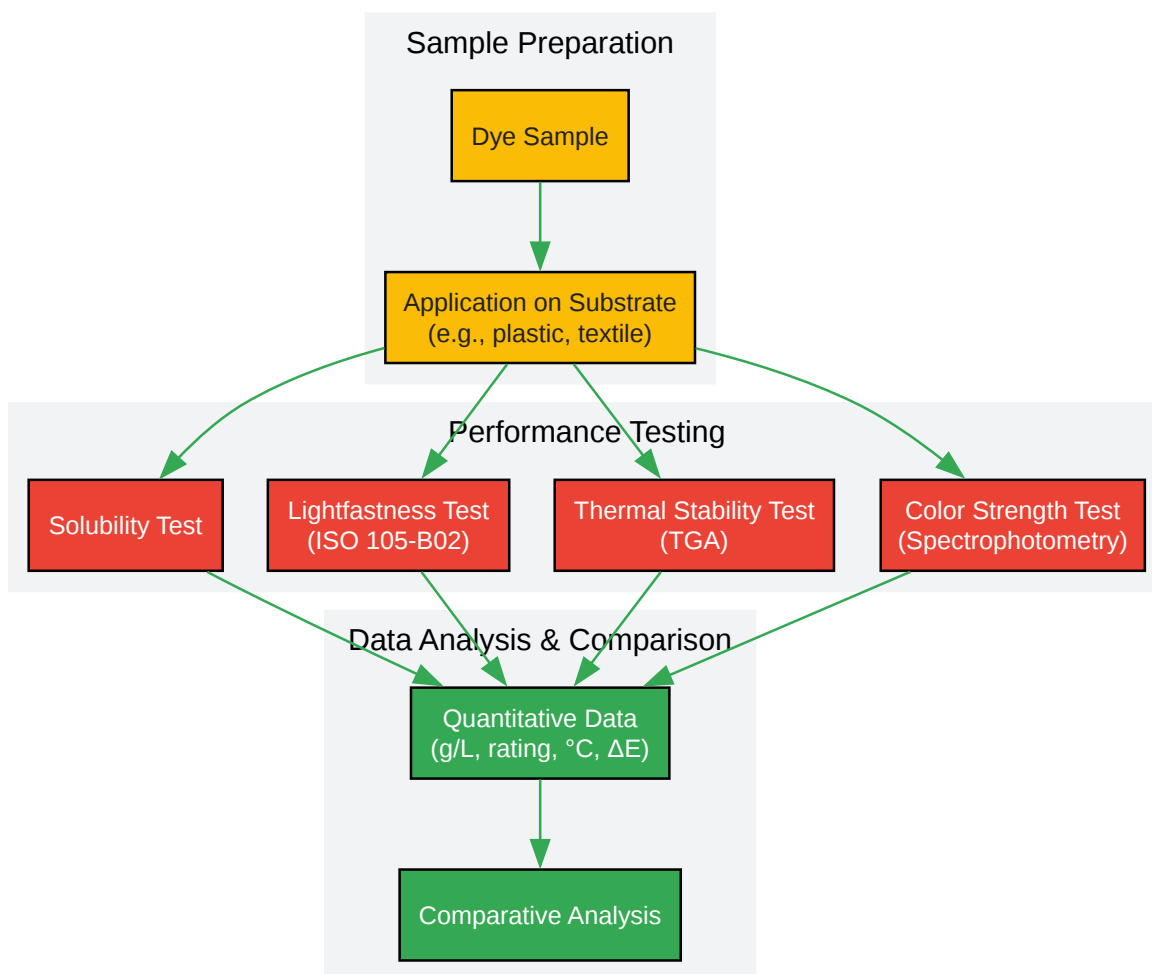 Sample Preparation
Dye Sample
Application on Substrate
(e.g., plastic, textile)
Performance Testing
Solubility Test
Lightfastness Test
(ISO 105-B02)
Thermal Stability Test
(TGA)
Color Strength Test
(Spectrophotometry)
Data Analysis & Comparison
Quantitative Data
(g/L, rating, °C, ΔE)
Comparative Analysis